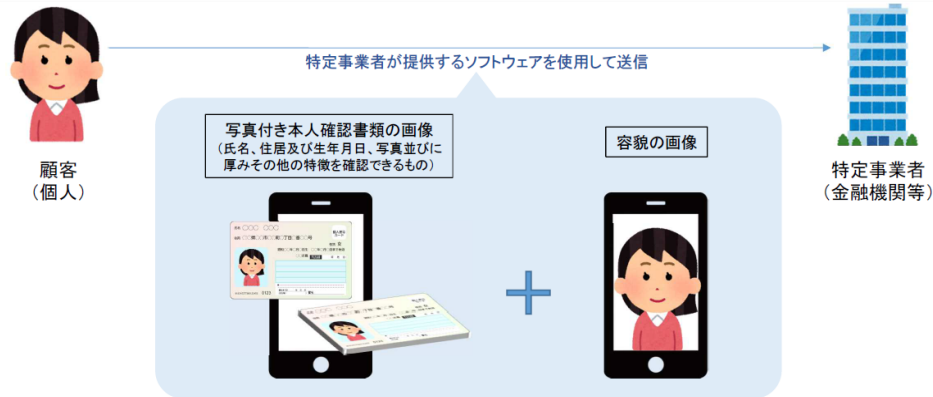 特定事業者が提供するソフトウェアを使用して送信
写真付き本人確認書類の画像
（氏名、住居及び生年月日、写真並びに
厚みその他の特徴を確認できるもの）
容貌の画像
顧客
（個人）
特定事業者
（金融機関等）